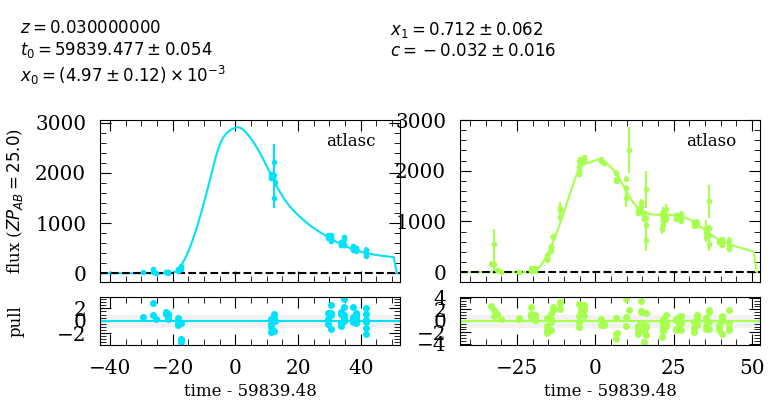 z = 0.030000000
t₀ = 59839.477 ± 0.054
x₀ = (4.97 ± 0.12) × 10⁻³
x₁ = 0.712 ± 0.062
c = −0.032 ± 0.016
flux (ZP_AB = 25.0)
3000
2000
1000
0
atlasc
3000
2000
1000
0
atlaso
pull
2
0
−2
4
2
0
−2
−4
−40 −20 0 20 40
−25 0 25 50
time - 59839.48
time - 59839.48